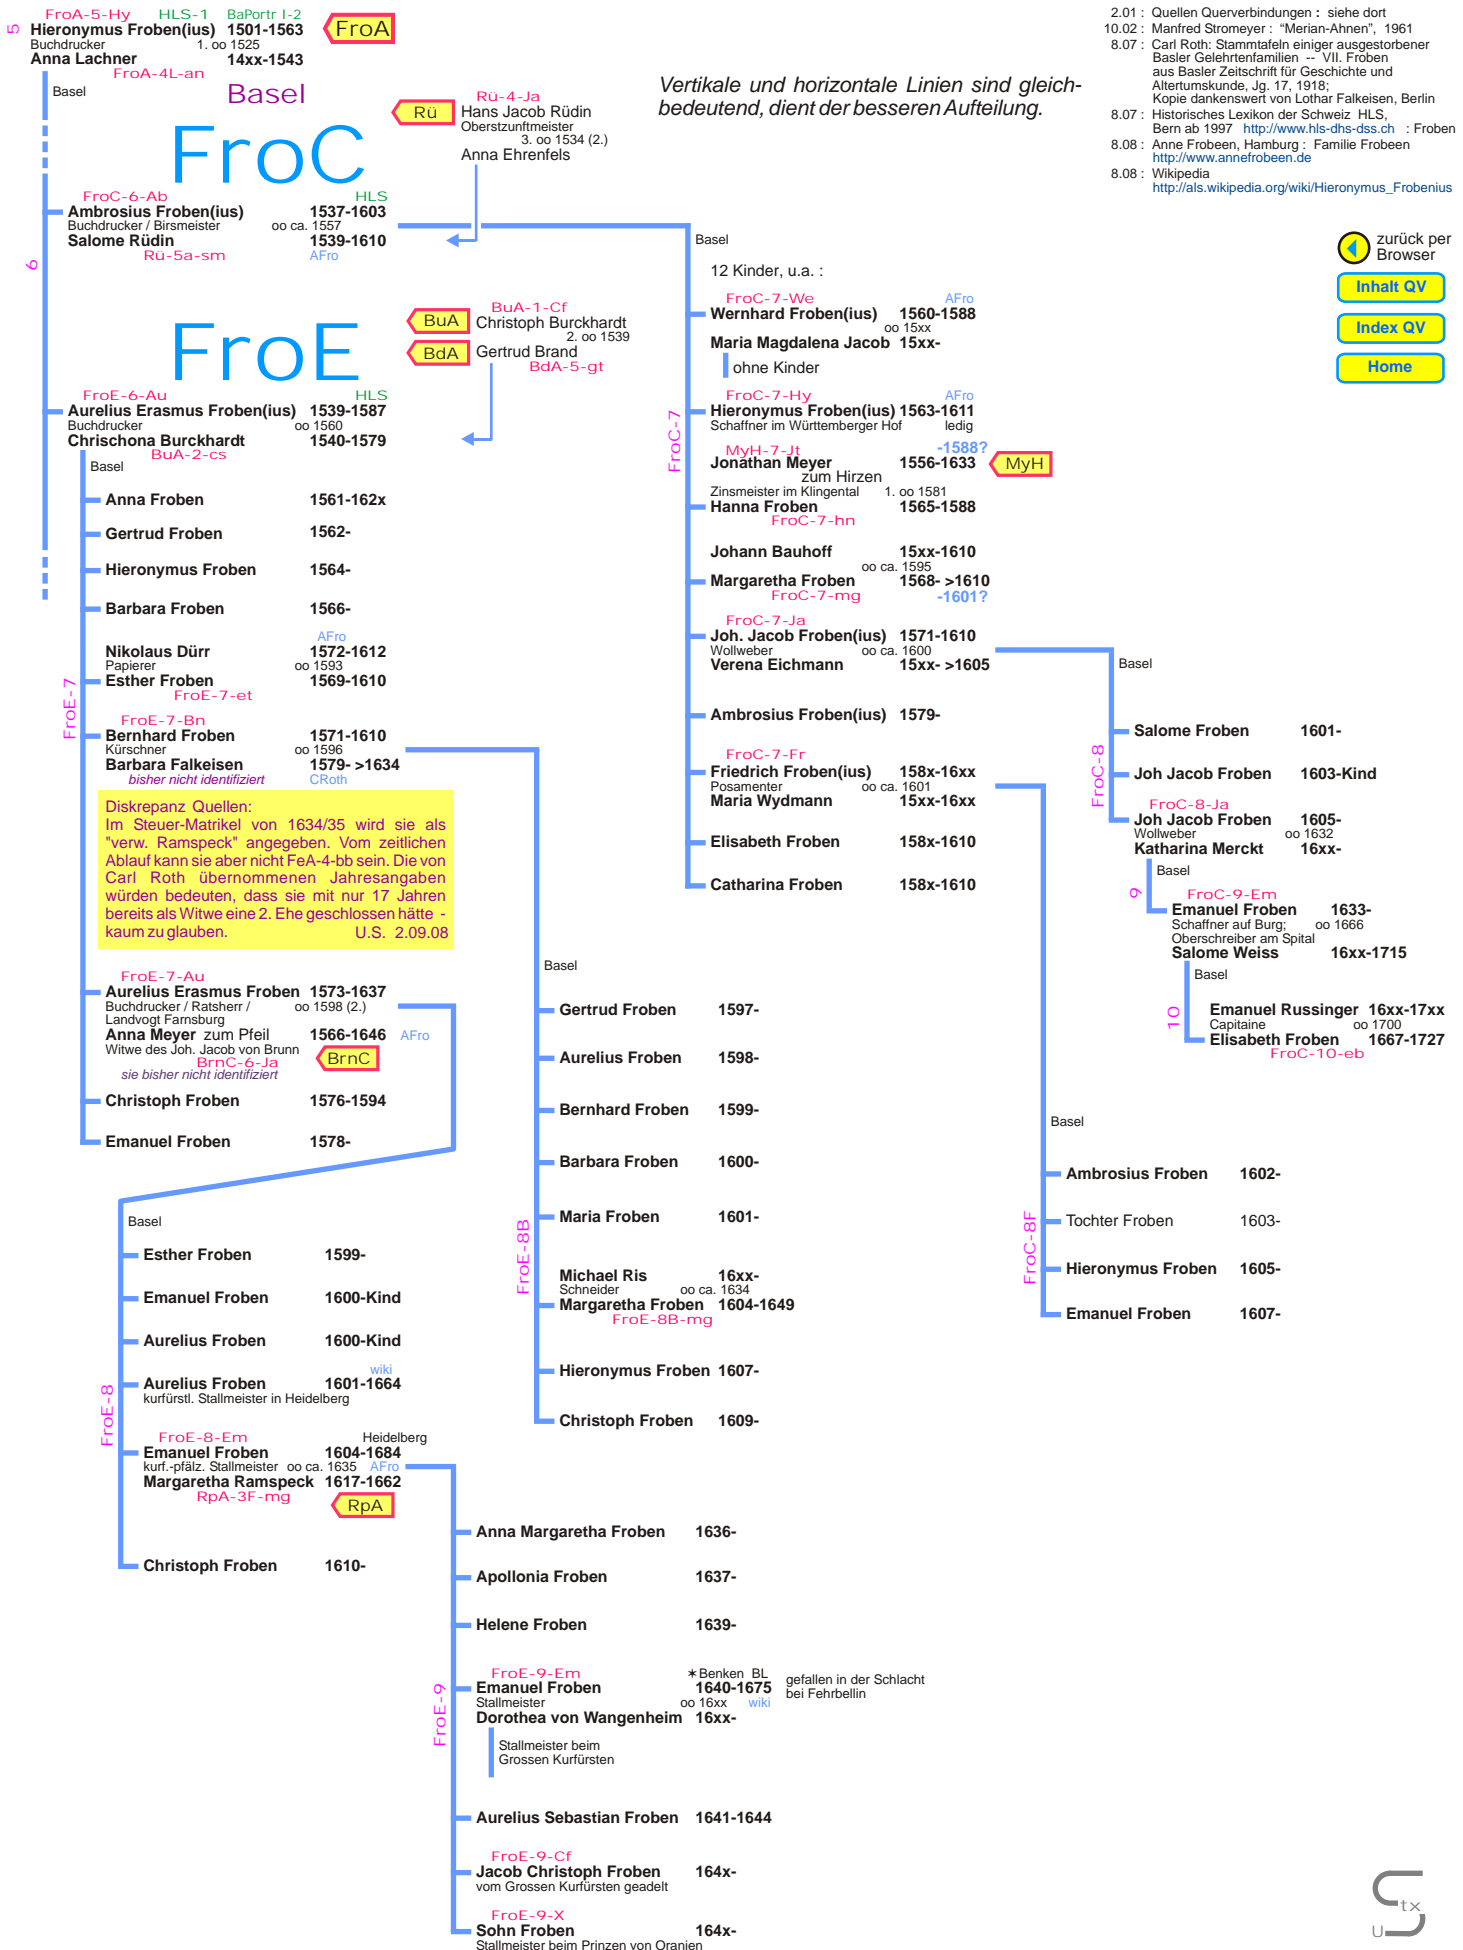 5
FroA-5-Hy HLS-1 BaPortr I-2
Hieronymus Froben(ius) 1501-1563
FroA
Buchdrucker 1. oo 1525
Anna Lachner 14xx-1543
FroA-4L-an
Basel
Basel
2.01 : Quellen Querverbindungen : siehe dort
10.02 : Manfred Stromeyer : "Merian-Ahnen", 1961
8.07 : Carl Roth: Stammtafeln einiger ausgestorbener
Basler Gelehrtenfamilien -- VII. Froben
aus Basler Zeitschrift für Geschichte und
Altertumskunde, Jg. 17, 1918;
Kopie dankenswert von Lothar Falkeisen, Berlin
8.07 : Historisches Lexikon der Schweiz HLS,
Bern ab 1997 http://www.hls-dhs-dss.ch : Froben
8.08 : Anne Frobeen, Hamburg : Familie Frobeen
http://www.annefrobeen.de
8.08 : Wikipedia
http://als.wikipedia.org/wiki/Hieronymus_Frobenius
Vertikale und horizontale Linien sind gleich-
bedeutend, dient der besseren Aufteilung.
zurück per
Browser
Inhalt QV
Index QV
Home
FroC
Rü
Rü-4-Ja
Hans Jacob Rüdin
Oberstzunftmeister
3. oo 1534 (2.)
Anna Ehrenfels
6
FroC-6-Ab HLS
Ambrosius Froben(ius) 1537-1603
Buchdrucker / Birsmeister oo ca. 1557
Salome Rüdin 1539-1610
Rü-5a-sm AFro
FroE
BuA
BuA-1-Cf
Christoph Burckhardt
2. oo 1539
BdA
Gertrud Brand
BdA-5-gt
FroE-6-Au HLS
Aurelius Erasmus Froben(ius) 1539-1587
Buchdrucker oo 1560
Chrischona Burckhardt 1540-1579
BuA-2-cs
Basel
FroE-7
Anna Froben 1561-162x
Gertrud Froben 1562-
Hieronymus Froben 1564-
Barbara Froben 1566-
AFro
Nikolaus Dürr 1572-1612
Papierer oo 1593
Esther Froben 1569-1610
FroE-7-et
FroE-7-Bn
Bernhard Froben 1571-1610
Kürschner oo 1596
Barbara Falkeisen 1579- >1634
bisher nicht identifiziert CRoth
Diskrepanz Quellen:
Im Steuer-Matrikel von 1634/35 wird sie als
"verw. Ramspeck" angegeben. Vom zeitlichen
Ablauf kann sie aber nicht FeA-4-bb sein. Die von
Carl Roth übernommenen Jahresangaben
würden bedeuten, dass sie mit nur 17 Jahren
bereits als Witwe eine 2. Ehe geschlossen hätte -
kaum zu glauben. U.S. 2.09.08
FroE-7-Au
Aurelius Erasmus Froben 1573-1637
Buchdrucker / Ratsherr / oo 1598 (2.)
Landvogt Farnsburg
Anna Meyer zum Pfeil 1566-1646 AFro
Witwe des Joh. Jacob von Brunn
BrnC-6-Ja
BrnC
sie bisher nicht identifiziert
Christoph Froben 1576-1594
Emanuel Froben 1578-
Basel
FroE-8
Esther Froben 1599-
Emanuel Froben 1600-Kind
Aurelius Froben 1600-Kind
wiki
Aurelius Froben 1601-1664
kurfürstl. Stallmeister in Heidelberg
FroE-8-Em Heidelberg
Emanuel Froben 1604-1684
kurf.-pfälz. Stallmeister oo ca. 1635 AFro
Margaretha Ramspeck 1617-1662
RpA-3F-mg
RpA
Christoph Froben 1610-
Basel
12 Kinder, u.a. :
FroC-7
FroC-7-We AFro
Wernhard Froben(ius) 1560-1588
oo 15xx
Maria Magdalena Jacob 15xx-
ohne Kinder
FroC-7-Hy AFro
Hieronymus Froben(ius) 1563-1611
Schaffner im Württemberger Hof ledig
MyH-7-Jt -1588?
Jonathan Meyer 1556-1633
zum Hirzen
MyH
Zinsmeister im Klingental 1. oo 1581
Hanna Froben 1565-1588
FroC-7-hn
Johann Bauhoff 15xx-1610
oo ca. 1595
Margaretha Froben 1568- >1610
FroC-7-mg -1601?
FroC-7-Ja
Joh. Jacob Froben(ius) 1571-1610
Wollweber oo ca. 1600
Verena Eichmann 15xx- >1605
Ambrosius Froben(ius) 1579-
FroC-7-Fr
Friedrich Froben(ius) 158x-16xx
Posamenter oo ca. 1601
Maria Wydmann 15xx-16xx
Elisabeth Froben 158x-1610
Catharina Froben 158x-1610
Basel
FroC-8
Salome Froben 1601-
Joh Jacob Froben 1603-Kind
FroC-8-Ja
Joh Jacob Froben 1605-
Wollweber oo 1632
Katharina Merckt 16xx-
Basel
9
FroC-9-Em
Emanuel Froben 1633-
Schaffner auf Burg; oo 1666
Oberschreiber am Spital
Salome Weiss 16xx-1715
Basel
10
Emanuel Russinger 16xx-17xx
Capitaine oo 1700
Elisabeth Froben 1667-1727
FroC-10-eb
Basel
FroE-8B
Gertrud Froben 1597-
Aurelius Froben 1598-
Bernhard Froben 1599-
Barbara Froben 1600-
Maria Froben 1601-
Michael Ris 16xx-
Schneider oo ca. 1634
Margaretha Froben 1604-1649
FroE-8B-mg
Hieronymus Froben 1607-
Christoph Froben 1609-
Basel
FroC-8F
Ambrosius Froben 1602-
Tochter Froben 1603-
Hieronymus Froben 1605-
Emanuel Froben 1607-
FroE-9
Anna Margaretha Froben 1636-
Apollonia Froben 1637-
Helene Froben 1639-
FroE-9-Em ✶Benken BL
Emanuel Froben 1640-1675
gefallen in der Schlacht
bei Fehrbellin
Stallmeister oo 16xx wiki
Dorothea von Wangenheim 16xx-
Stallmeister beim
Grossen Kurfürsten
Aurelius Sebastian Froben 1641-1644
FroE-9-Cf
Jacob Christoph Froben 164x-
vom Grossen Kurfürsten geadelt
FroE-9-X
Sohn Froben 164x-
Stallmeister beim Prinzen von Oranien
Stx
U